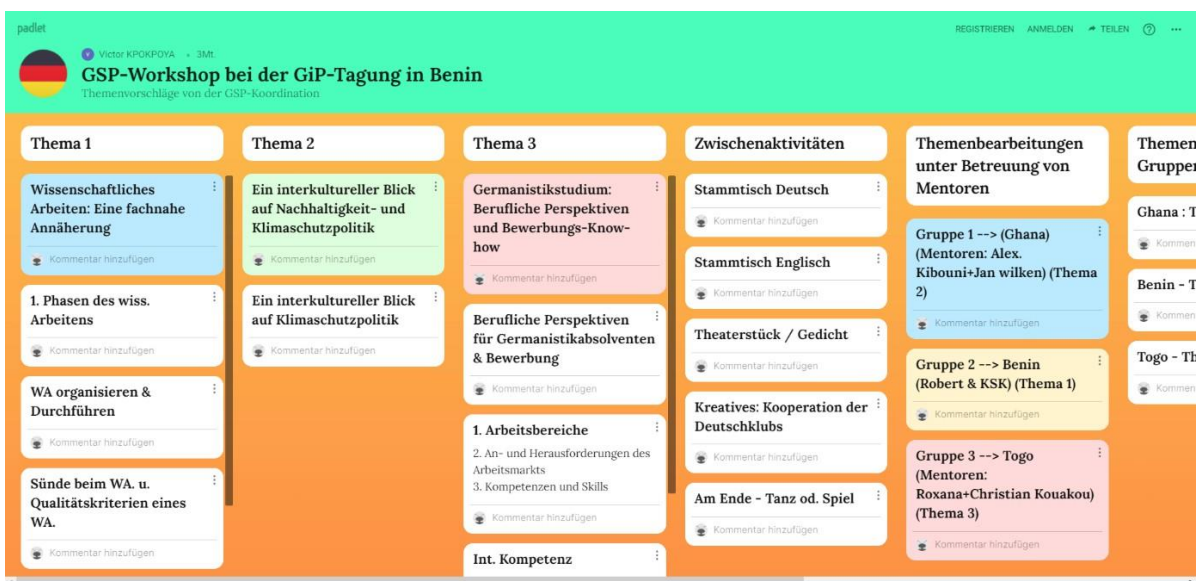 padlet
REGISTRIEREN ANMELDEN TEILEN
Victor KPOKPOYA • 3Mt.
GSP-Workshop bei der GiP-Tagung in Benin
Themenvorschläge von der GSP-Koordination
Thema 1
Wissenschaftliches
Arbeiten: Eine fachnahe
Annäherung
Kommentar hinzufügen
1. Phasen des wiss.
Arbeitens
Kommentar hinzufügen
WA organisieren &
Durchführen
Kommentar hinzufügen
Sünde beim WA. u.
Qualitätskriterien eines
WA.
Kommentar hinzufügen
Thema 2
Ein interkultureller Blick
auf Nachhaltigkeit- und
Klimaschutzpolitik
Kommentar hinzufügen
Ein interkultureller Blick
auf Klimaschutzpolitik
Kommentar hinzufügen
Thema 3
Germanistikstudium:
Berufliche Perspektiven
und Bewerbungs-Know-
how
Kommentar hinzufügen
Berufliche Perspektiven
für Germanistikabsolventen
& Bewerbung
Kommentar hinzufügen
1. Arbeitsbereiche
2. An- und Herausforderungen des
Arbeitsmarkts
3. Kompetenzen und Skills
Kommentar hinzufügen
Int. Kompetenz
Zwischenaktivitäten
Stammtisch Deutsch
Kommentar hinzufügen
Stammtisch Englisch
Kommentar hinzufügen
Theaterstück / Gedicht
Kommentar hinzufügen
Kreatives: Kooperation der
Deutschklubs
Kommentar hinzufügen
Am Ende - Tanz od. Spiel
Kommentar hinzufügen
Themenbearbeitungen
unter Betreuung von
Mentoren
Gruppe 1 --> (Ghana)
(Mentoren: Alex.
Kibouni+Jan wilken) (Thema
2)
Kommentar hinzufügen
Gruppe 2 --> Benin
(Robert & KSK) (Thema 1)
Kommentar hinzufügen
Gruppe 3 --> Togo
(Mentoren:
Roxana+Christian Kouakou)
(Thema 3)
Kommentar hinzufügen
Themen
Gruppe
Ghana : T
Kommen
Benin - T
Kommen
Togo - Th
Kommen